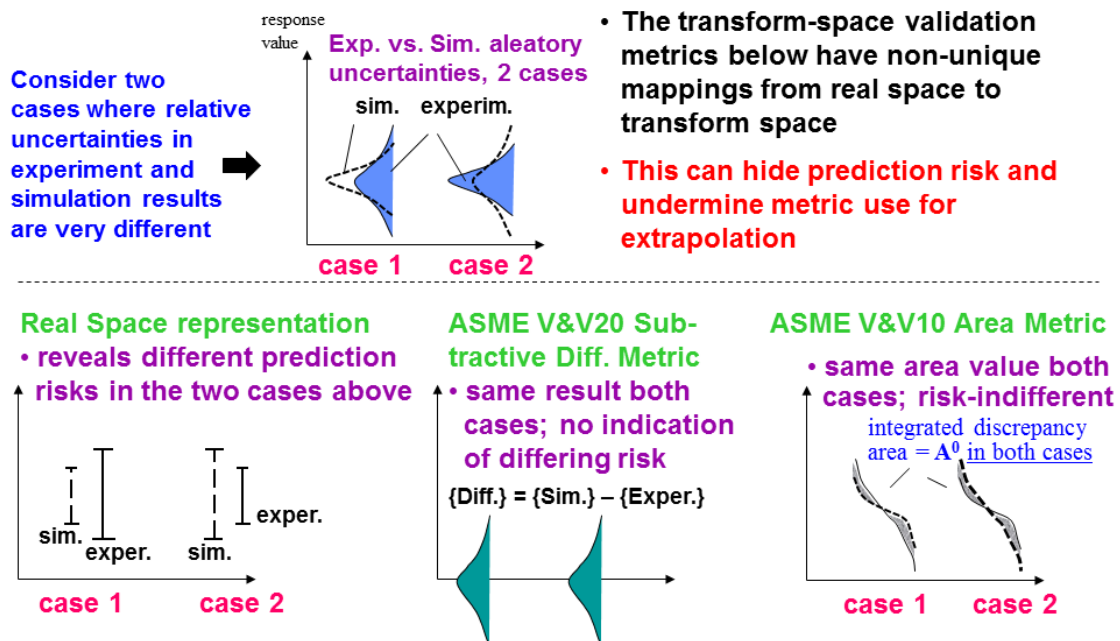 response
value
Exp. vs. Sim. aleatory
uncertainties, 2 cases
sim. experim.
Consider two
cases where relative
uncertainties in
experiment and
simulation results
are very different
case 1 case 2
• The transform-space validation
metrics below have non-unique
mappings from real space to
transform space
• This can hide prediction risk and
undermine metric use for
extrapolation
Real Space representation
• reveals different prediction
risks in the two cases above
sim.
exper.
sim.
exper.
case 1 case 2
ASME V&V20 Sub-
tractive Diff. Metric
• same result both
cases; no indication
of differing risk
{Diff.} = {Sim.} – {Exper.}
ASME V&V10 Area Metric
• same area value both
cases; risk-indifferent
integrated discrepancy
area = A⁰ in both cases
case 1 case 2